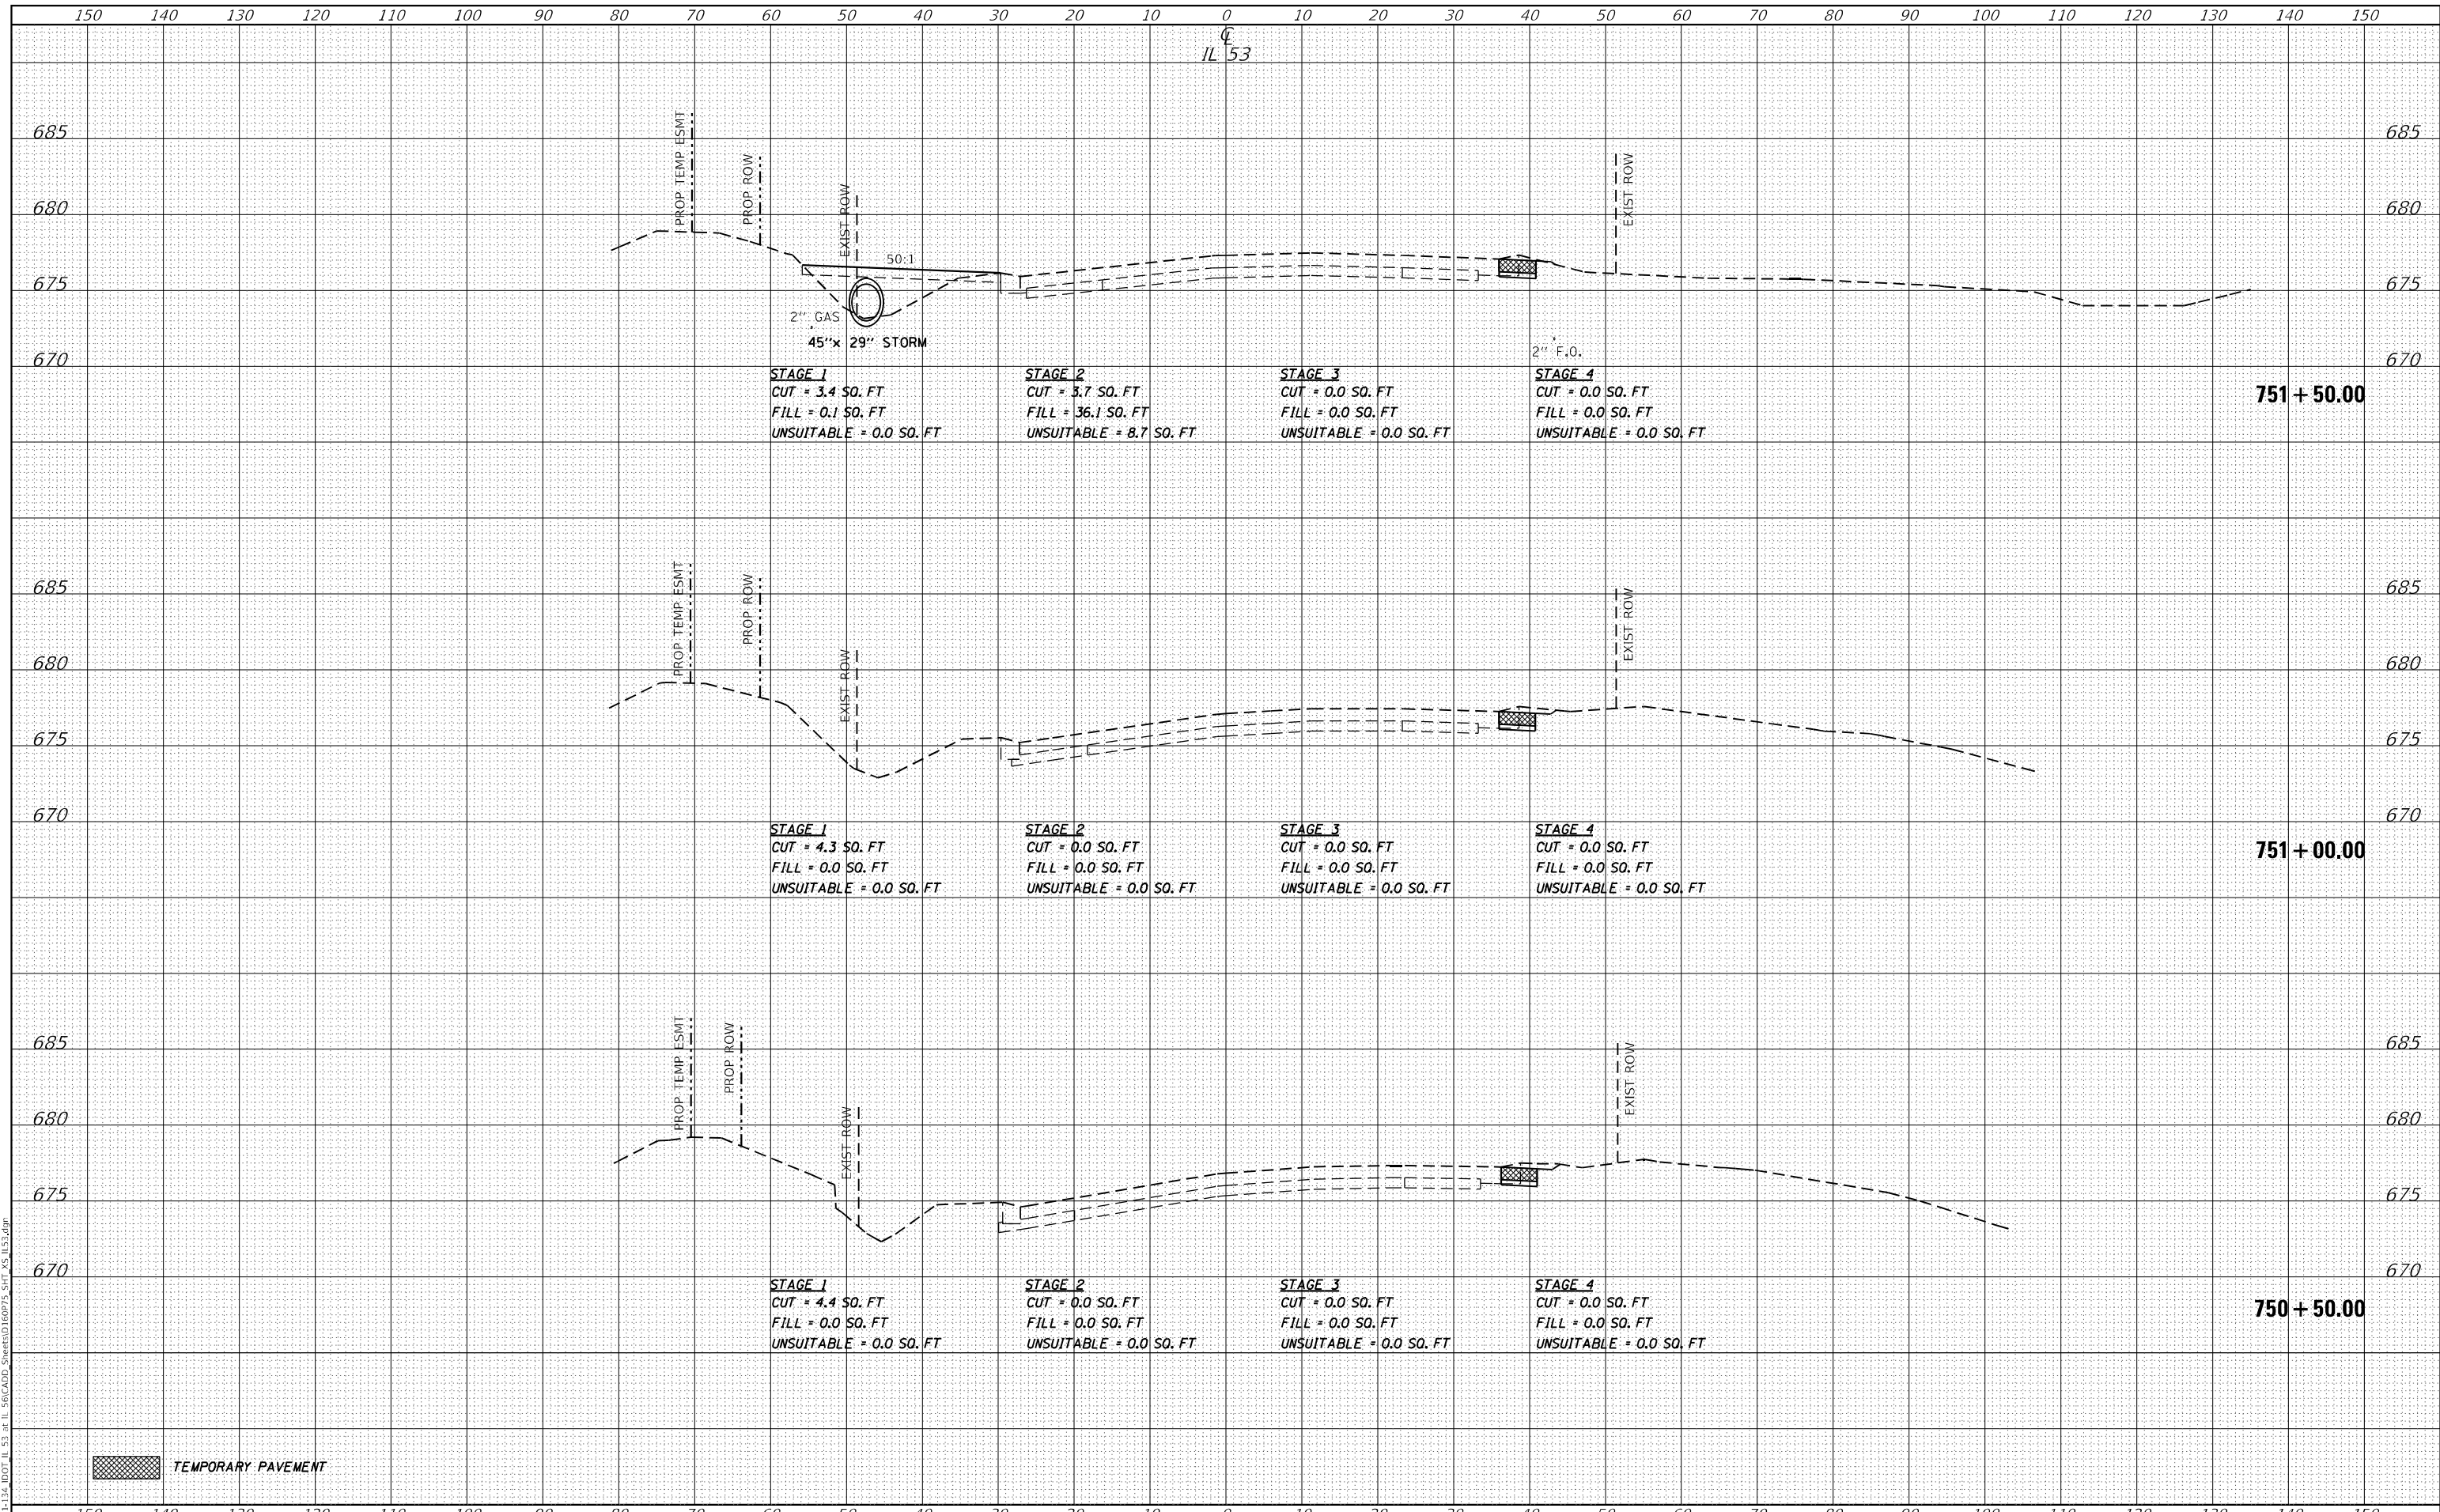 150 140 130 120 110 100 90 80 70 60 50 40 30 20 10 0 10 20 30 40 50 60 70 80 90 100 110 120 130 140 150
℄
IL 53
685 685
680 680
675 675
670 670
PROP TEMP ESMT
PROP ROW
EXIST ROW
50:1
EXIST ROW
2" GAS
45"x 29" STORM
2" F.O.
STAGE 1 STAGE 2 STAGE 3 STAGE 4
CUT = 3.4 SQ. FT CUT = 3.7 SQ. FT CUT = 0.0 SQ. FT CUT = 0.0 SQ. FT
FILL = 0.1 SQ. FT FILL = 36.1 SQ. FT FILL = 0.0 SQ. FT FILL = 0.0 SQ. FT
UNSUITABLE = 0.0 SQ. FT UNSUITABLE = 8.7 SQ. FT UNSUITABLE = 0.0 SQ. FT UNSUITABLE = 0.0 SQ. FT
751+50.00
685 685
680 680
675 675
670 670
PROP TEMP ESMT
PROP ROW
EXIST ROW
EXIST ROW
STAGE 1 STAGE 2 STAGE 3 STAGE 4
CUT = 4.3 SQ. FT CUT = 0.0 SQ. FT CUT = 0.0 SQ. FT CUT = 0.0 SQ. FT
FILL = 0.0 SQ. FT FILL = 0.0 SQ. FT FILL = 0.0 SQ. FT FILL = 0.0 SQ. FT
UNSUITABLE = 0.0 SQ. FT UNSUITABLE = 0.0 SQ. FT UNSUITABLE = 0.0 SQ. FT UNSUITABLE = 0.0 SQ. FT
751+00.00
685 685
680 680
675 675
670 670
PROP TEMP ESMT
PROP ROW
EXIST ROW
EXIST ROW
STAGE 1 STAGE 2 STAGE 3 STAGE 4
CUT = 4.4 SQ. FT CUT = 0.0 SQ. FT CUT = 0.0 SQ. FT CUT = 0.0 SQ. FT
FILL = 0.0 SQ. FT FILL = 0.0 SQ. FT FILL = 0.0 SQ. FT FILL = 0.0 SQ. FT
UNSUITABLE = 0.0 SQ. FT UNSUITABLE = 0.0 SQ. FT UNSUITABLE = 0.0 SQ. FT UNSUITABLE = 0.0 SQ. FT
750+50.00
TEMPORARY PAVEMENT
1-134_IDOT_IL 53 at IL 56\CADD_Sheets\D160P75_SHT_XS_IL53.dgn